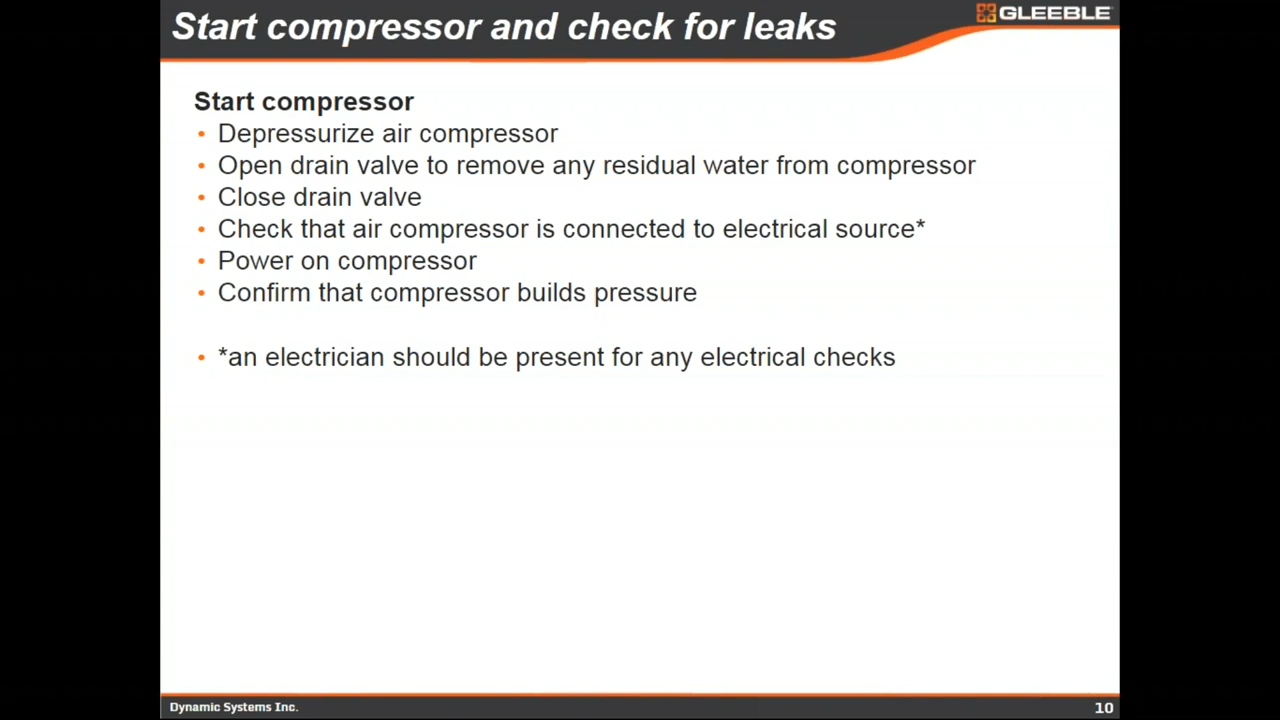 Start compressor and check for leaks
GLEEBLE
Start compressor
• Depressurize air compressor
• Open drain valve to remove any residual water from compressor
• Close drain valve
• Check that air compressor is connected to electrical source*
• Power on compressor
• Confirm that compressor builds pressure
• *an electrician should be present for any electrical checks
Dynamic Systems Inc.
10